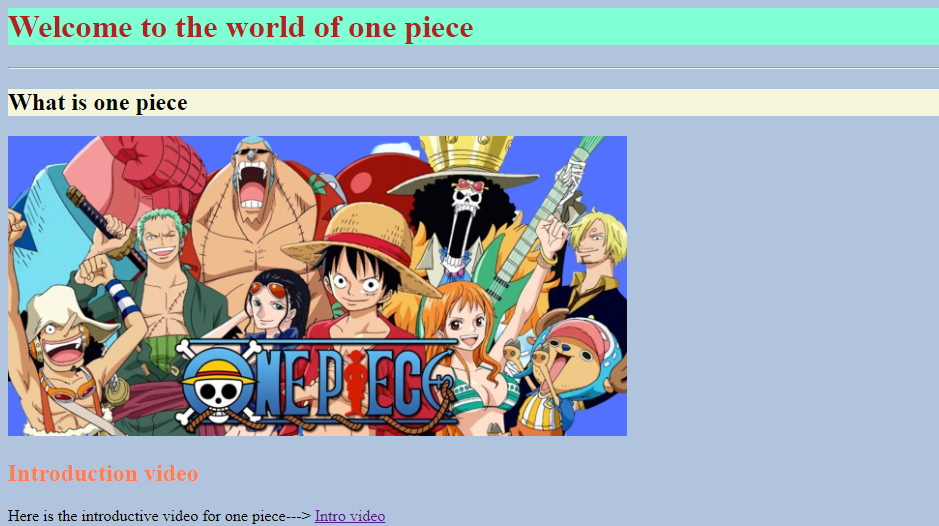 Welcome to the world of one piece
What is one piece
ONE PIECE
Introduction video
Here is the introductive video for one piece---> Intro video